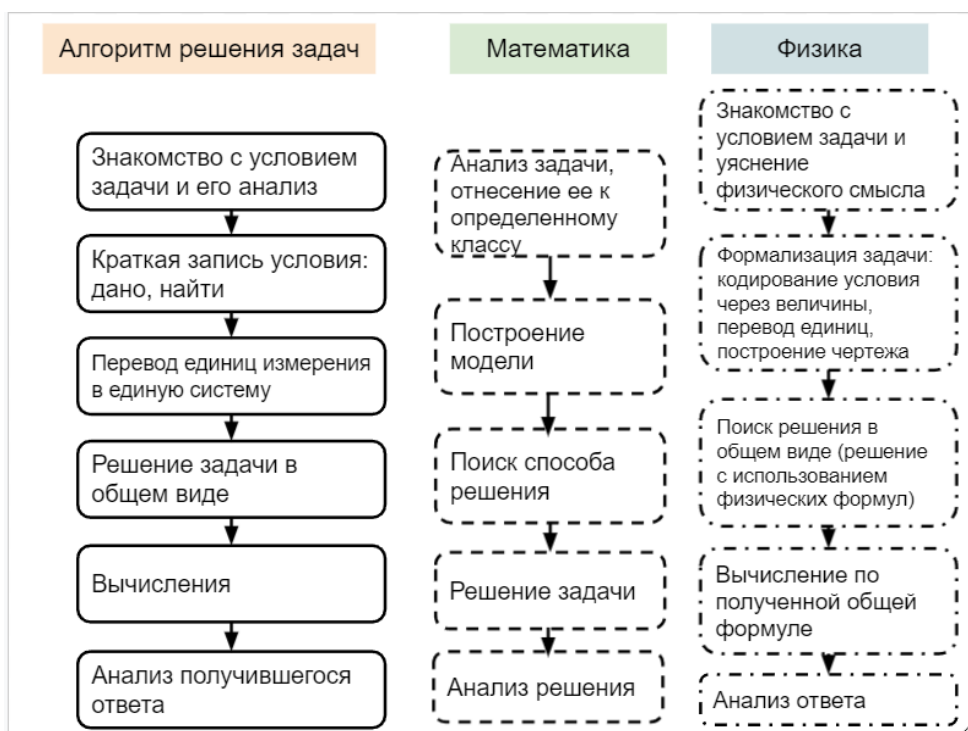 Алгоритм решения задач
Математика
Физика
Знакомство с условием
задачи и его анализ
Краткая запись условия:
дано, найти
Перевод единиц измерения
в единую систему
Решение задачи в
общем виде
Вычисления
Анализ получившегося
ответа
Анализ задачи,
отнесение ее к
определенному
классу
Построение
модели
Поиск способа
решения
Решение задачи
Анализ решения
Знакомство с
условием задачи и
уяснение
физического смысла
Формализация задачи:
кодирование условия
через величины,
перевод единиц,
построение чертежа
Поиск решения в
общем виде (решение
с использованием
физических формул)
Вычисление по
полученной общей
формуле
Анализ ответа